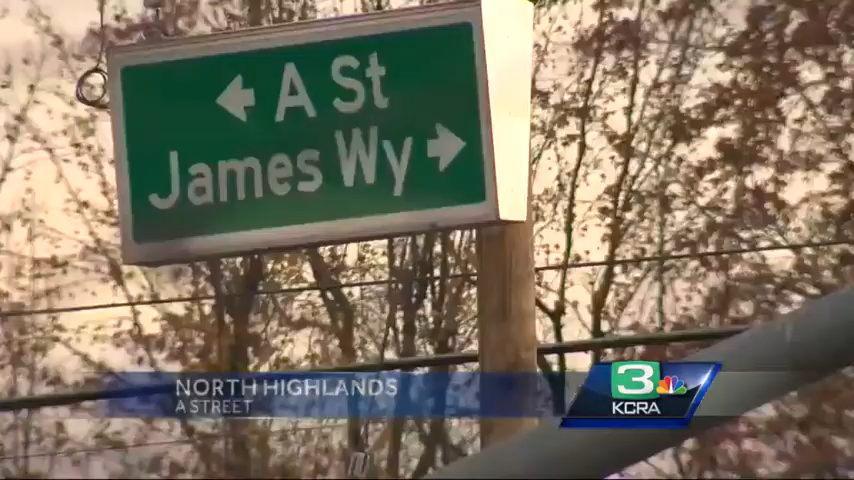 ← A St
James Wy →
NORTH HIGHLANDS
A STREET
3
KCRA